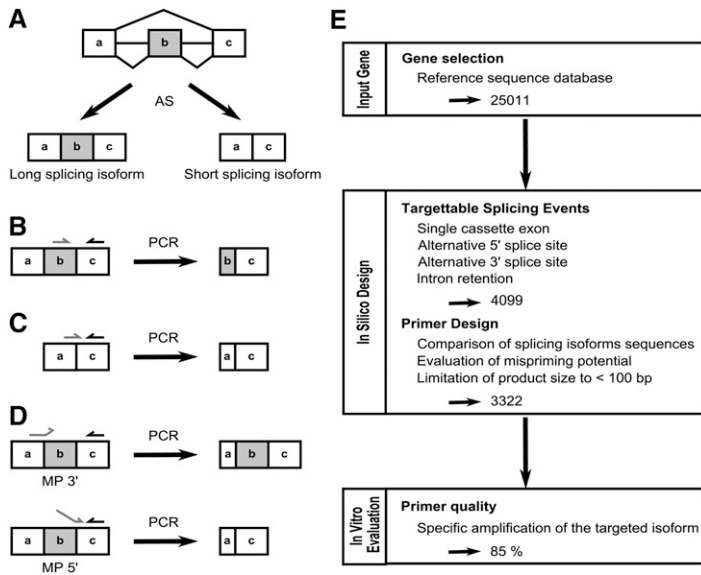 A
a b c
AS
a b c
a c
Long splicing isoform
Short splicing isoform
B
a b c
PCR
b c
C
a c
PCR
a c
D
a b c
MP 3'
PCR
a b c
a b c
MP 5'
PCR
a c
E
Input Gene
Gene selection
Reference sequence database
25011
In Silico Design
Targettable Splicing Events
Single cassette exon
Alternative 5' splice site
Alternative 3' splice site
Intron retention
4099
Primer Design
Comparison of splicing isoforms sequences
Evaluation of mispriming potential
Limitation of product size to < 100 bp
3322
In Vitro
Evaluation
Primer quality
Specific amplification of the targeted isoform
85 %